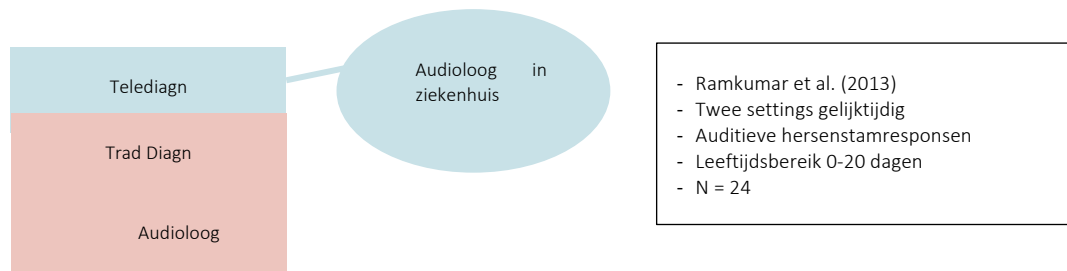 Telediagn
Trad Diagn
Audioloog
Audioloog in
ziekenhuis
- Ramkumar et al. (2013)
- Twee settings gelijktijdig
- Auditieve hersenstamresponsen
- Leeftijdsbereik 0-20 dagen
- N = 24